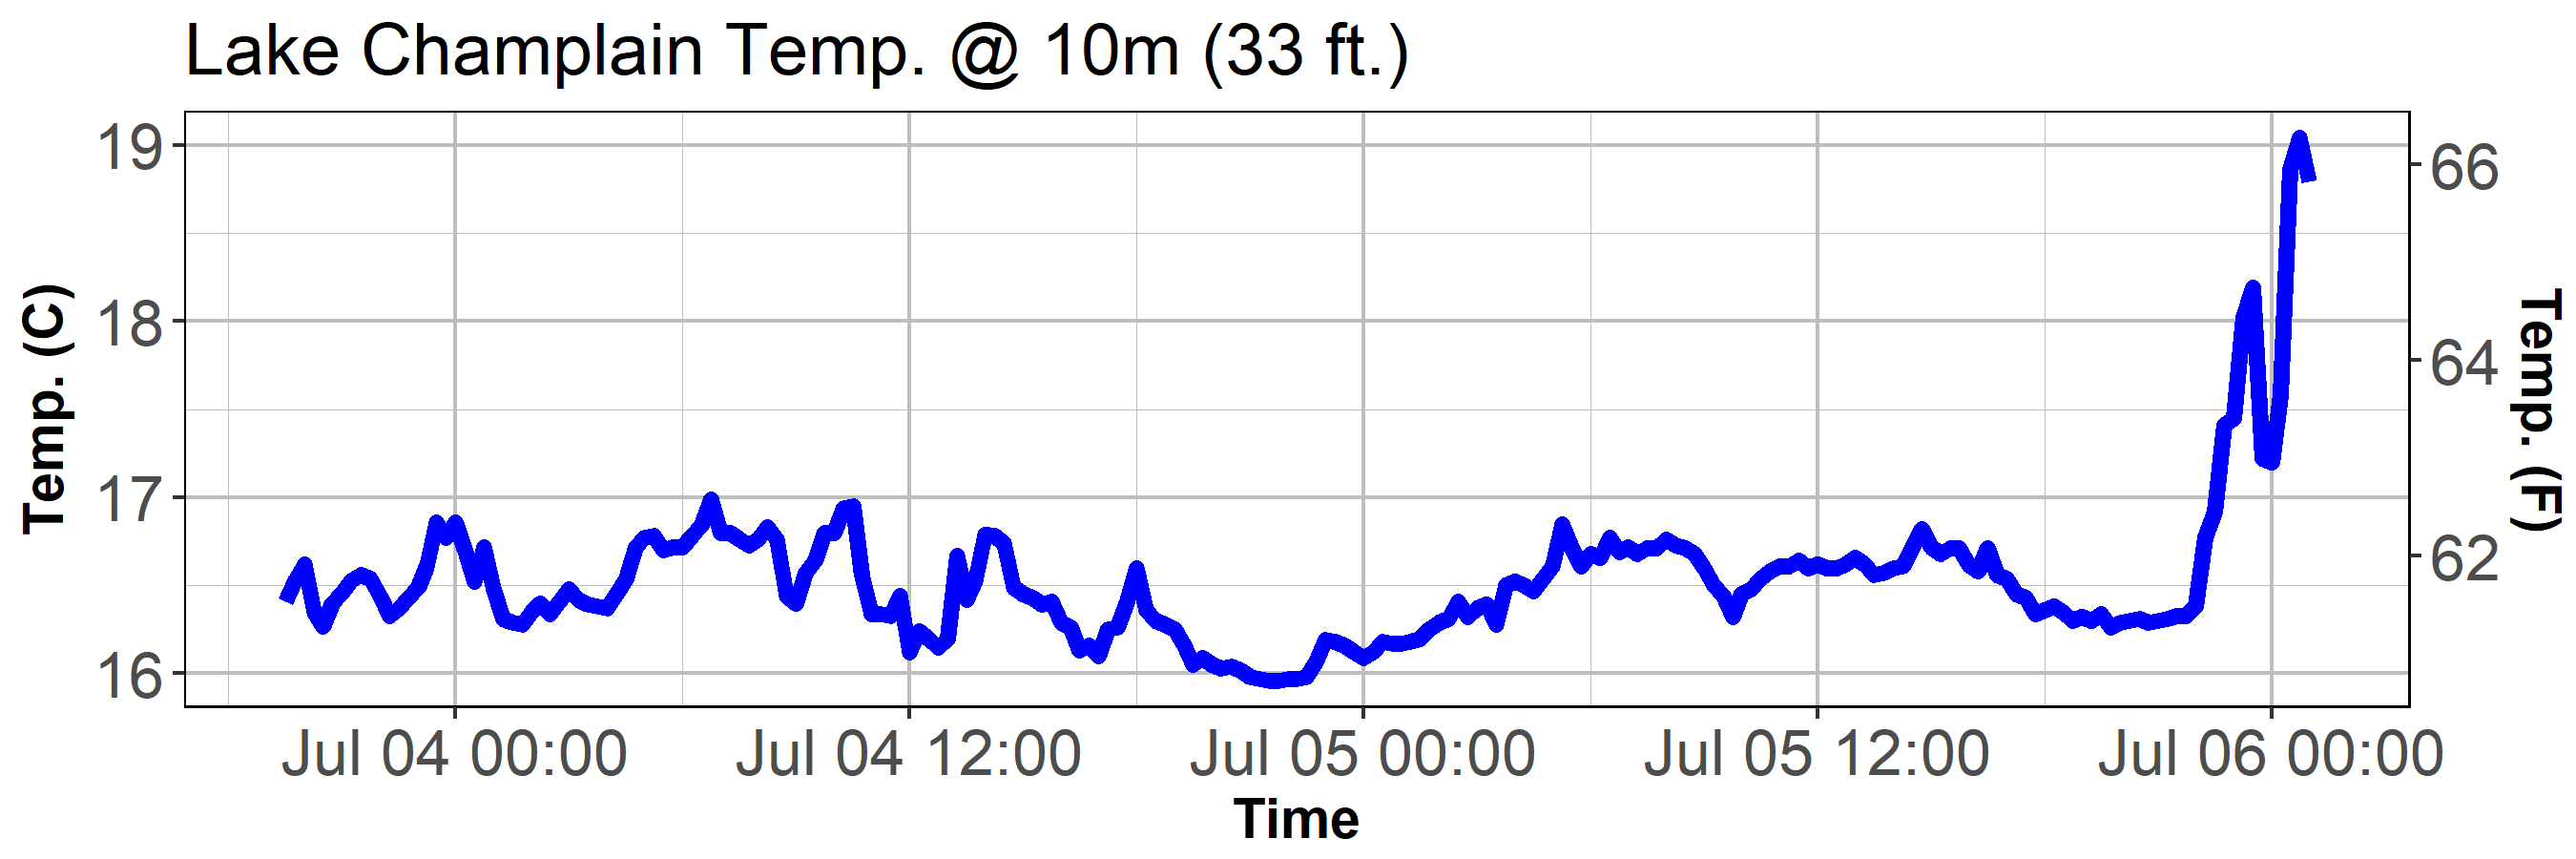 Lake Champlain Temp. @ 10m (33 ft.)
19
18
17
16
Temp. (C)
66
64
62
Temp. (F)
Jul 04 00:00 Jul 04 12:00 Jul 05 00:00 Jul 05 12:00 Jul 06 00:00
Time